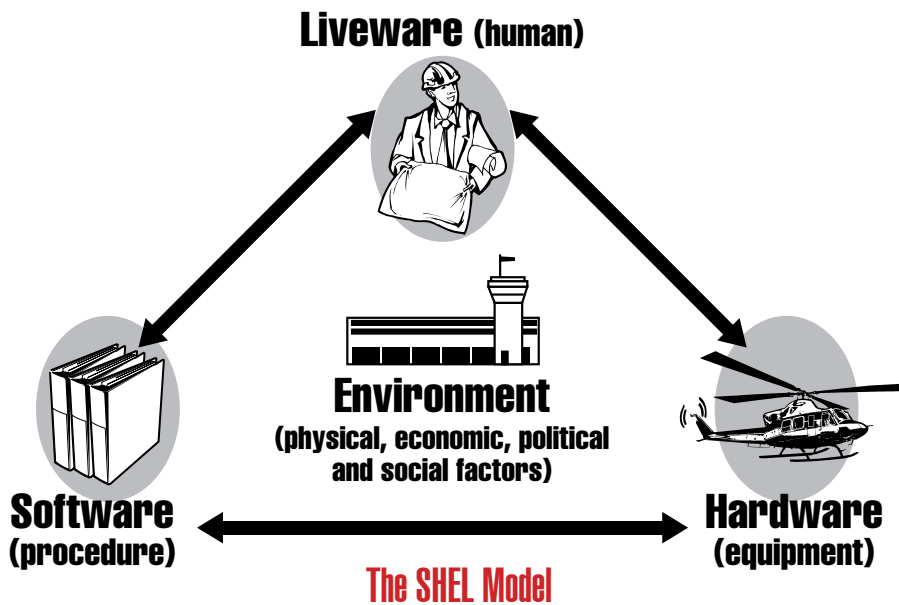 Liveware (human)
Environment
(physical, economic, political
and social factors)
Software
(procedure)
Hardware
(equipment)
The SHEL Model